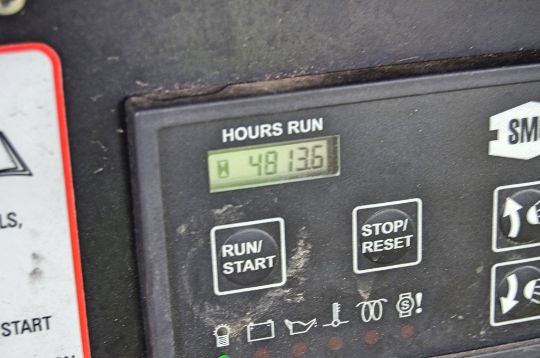 HOURS RUN
4813.6
SM
LS,
RUN/
START
STOP/
RESET
START